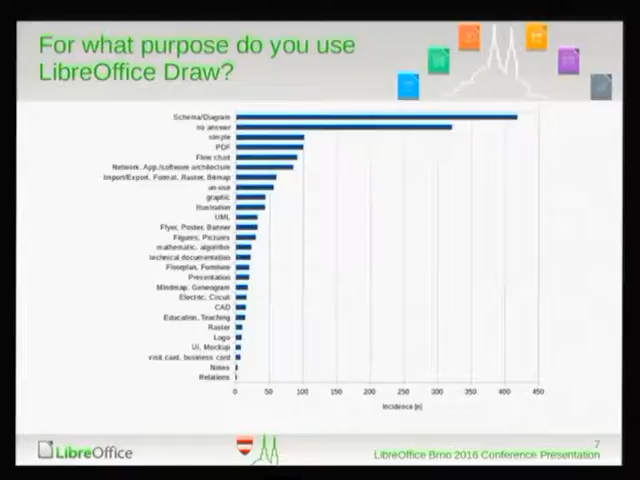 For what purpose do you use
LibreOffice Draw?
Schema/Diagram
no answer
simple
PDF
Flow chart
Network, App./software architecture
Import/Export, Format, Raster, Bitmap
un-use
graphic
Illustration
UML
Flyer, Poster, Banner
Figures, Pictures
mathematic, algorithm
technical documentation
Floorplan, Furniture
Presentation
Mindmap, Geneogram
Electric, Circuit
CAD
Education, Teaching
Raster
Logo
UI, Mockup
visit card, business card
Notes
Relations
0 50 100 150 200 250 300 350 400 450
Incidence [n]
7
LibreOffice
LibreOffice Brno 2016 Conference Presentation